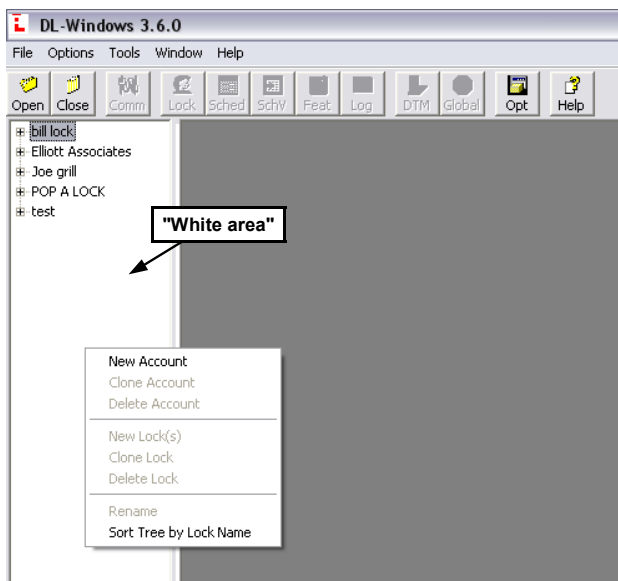 DL-Windows 3.6.0
File Options Tools Window Help
Open Close Comm Lock Sched SchV Feat Log DTM Global Opt Help
bill lock
Elliott Associates
Joe grill
POP A LOCK
test
"White area"
New Account
Clone Account
Delete Account
New Lock(s)
Clone Lock
Delete Lock
Rename
Sort Tree by Lock Name